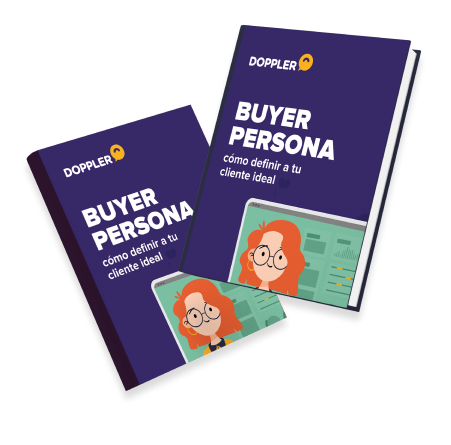 DOPPLER
BUYER
PERSONA
cómo definir a tu
cliente ideal
DOPPLER
BUYER
PERSONA
cómo definir a tu
cliente ideal